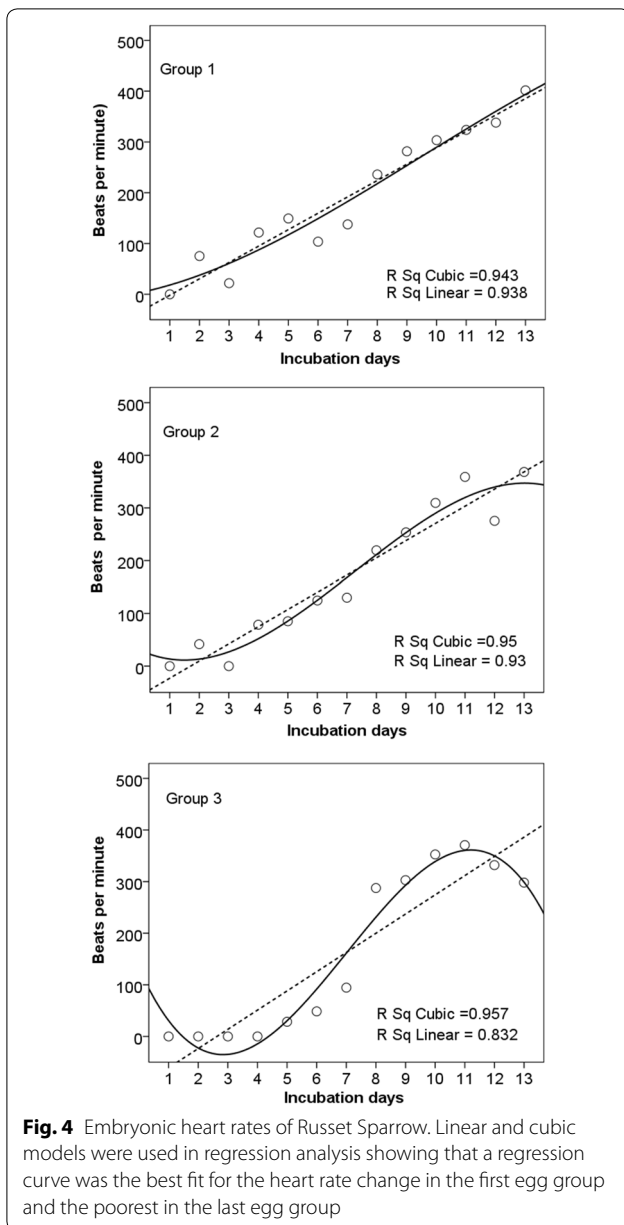 500
400
300
200
100
0
Beats per minute)
Group 1
R Sq Cubic =0.943
R Sq Linear = 0.938
1 2 3 4 5 6 7 8 9 10 11 12 13
Incubation days
500
400
300
200
100
0
Beats per minute
Group 2
R Sq Cubic =0.95
R Sq Linear = 0.93
1 2 3 4 5 6 7 8 9 10 11 12 13
Incubation days
500
400
300
200
100
0
Beats per minute
Group 3
R Sq Cubic =0.957
R Sq Linear = 0.832
1 2 3 4 5 6 7 8 9 10 11 12 13
Incubation days
Fig. 4 Embryonic heart rates of Russet Sparrow. Linear and cubic
models were used in regression analysis showing that a regression
curve was the best fit for the heart rate change in the first egg group
and the poorest in the last egg group